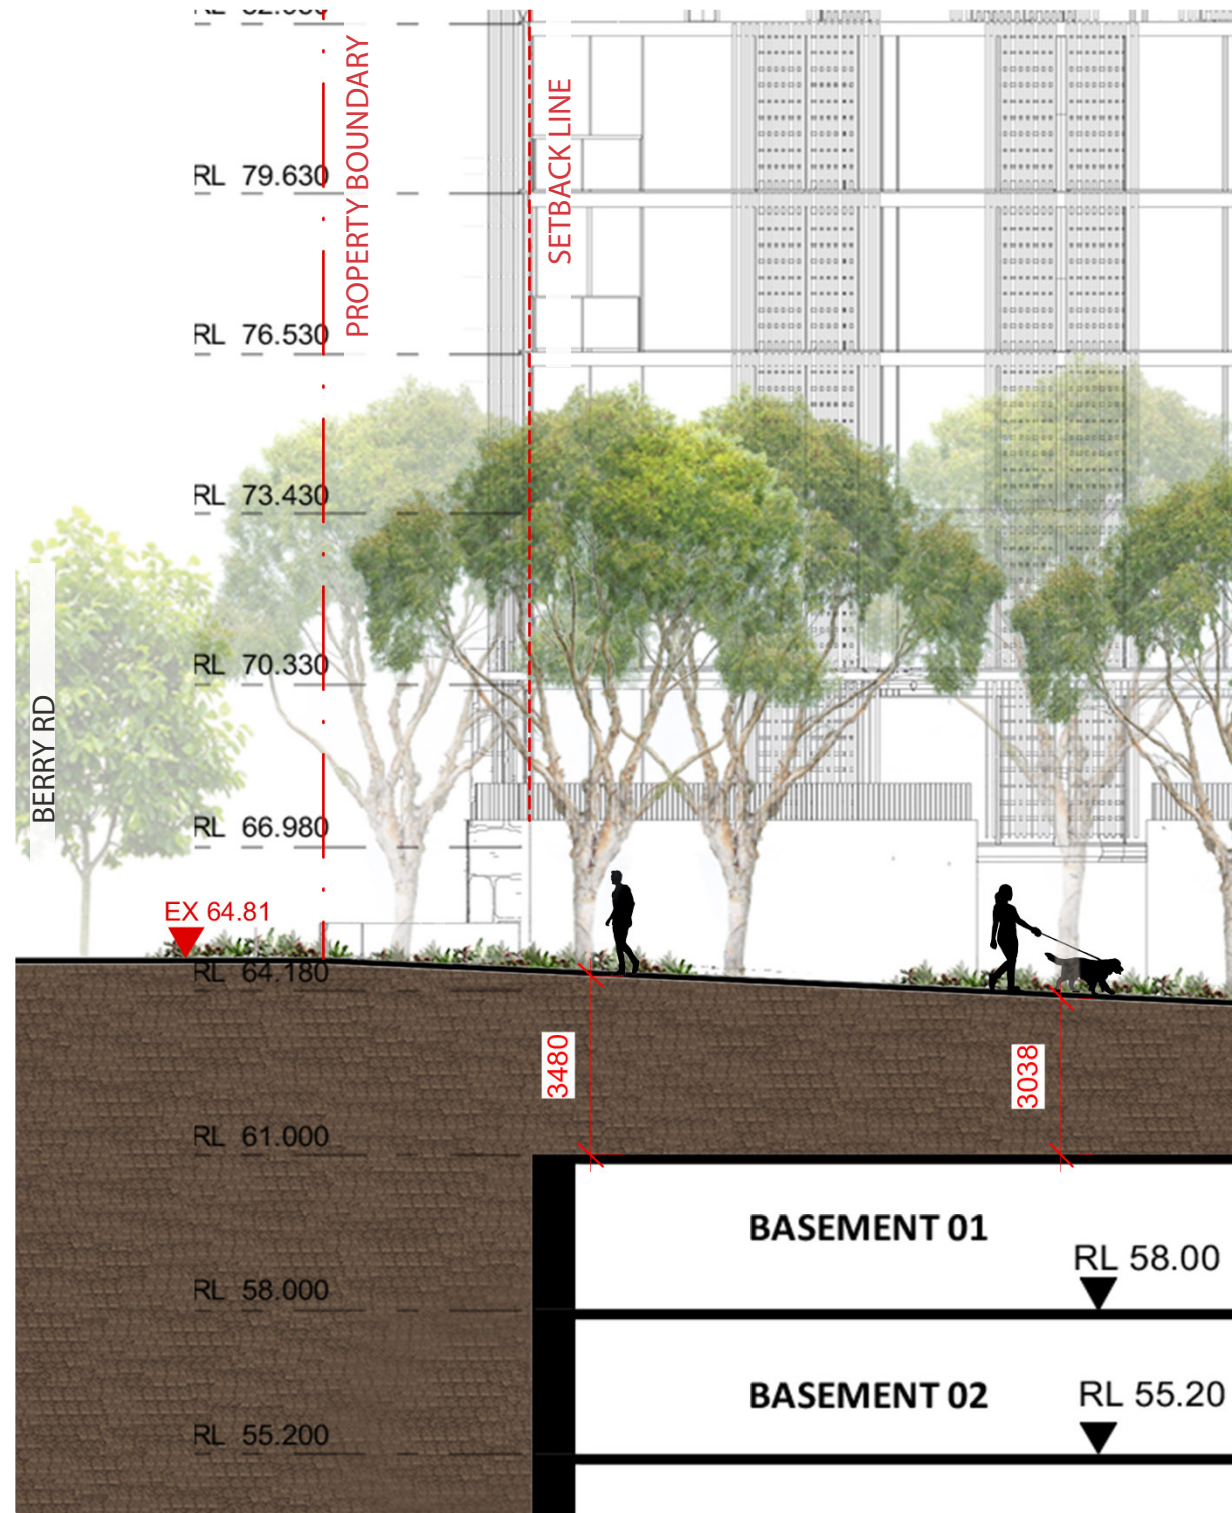 PROPERTY BOUNDARY
SETBACK LINE
RL 79.630
RL 76.530
RL 73.430
RL 70.330
BERRY RD
RL 66.980
EX 64.81
RL 64.180
3480
3038
RL 61.000
BASEMENT 01
RL 58.00
RL 58.000
BASEMENT 02
RL 55.20
RL 55.200